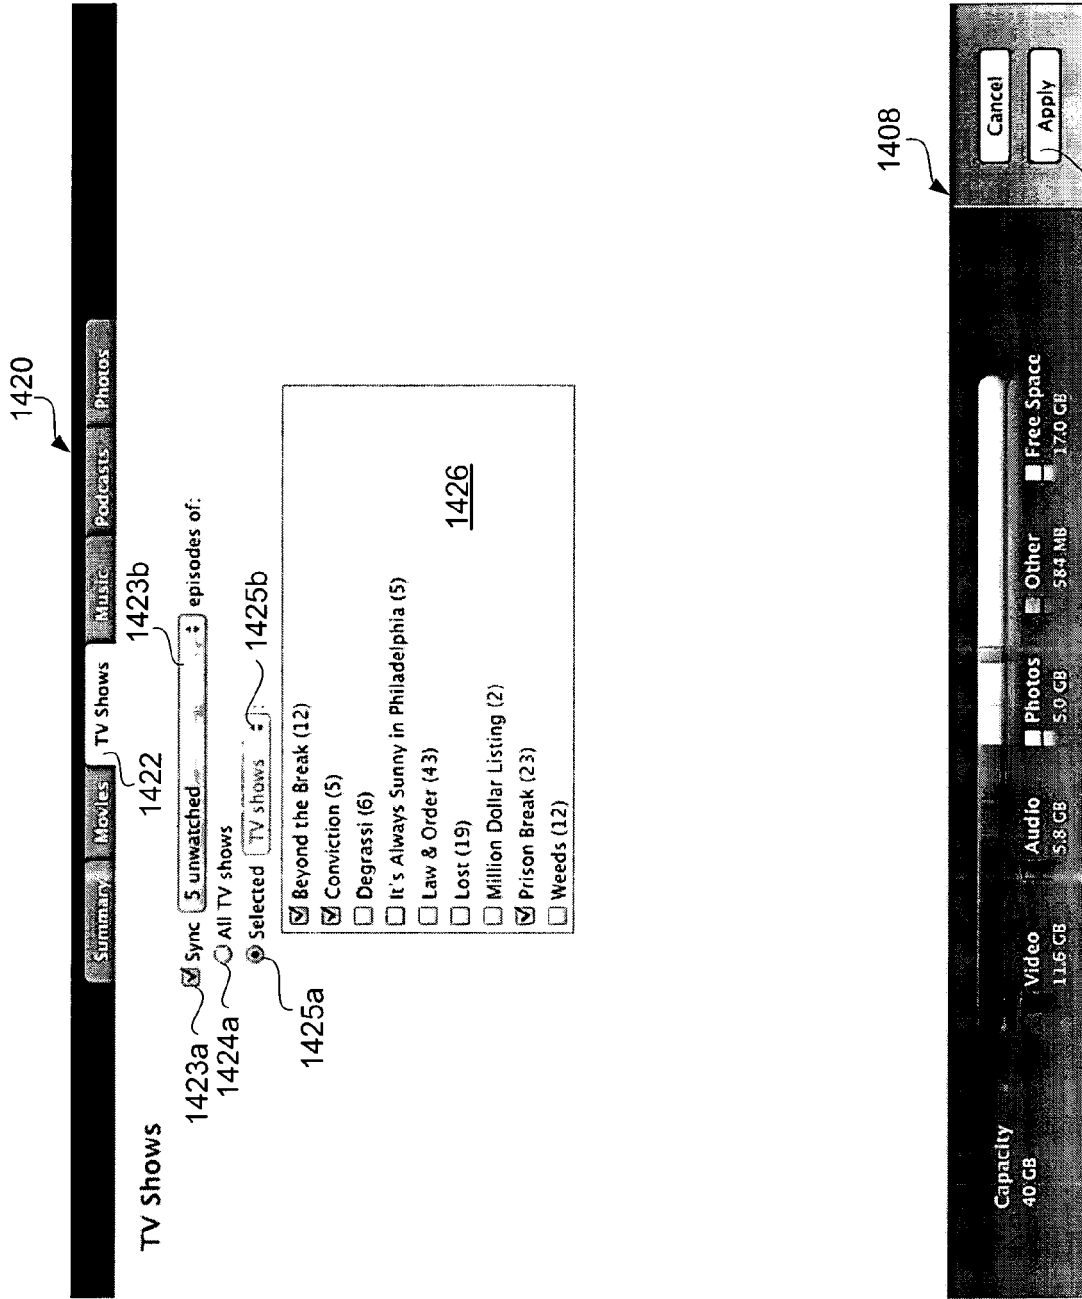 1420
Summary Movies TV Shows Music Podcasts Photos
1422
1423b
TV Shows
1423a
Sync 5 unwatched episodes of:
1424a
All TV shows
1425a
Selected TV shows :
1425b
Beyond the Break (12)
Conviction (5)
Degrassi (6)
It's Always Sunny in Philadelphia (5)
Law & Order (43)
Lost (19)
Million Dollar Listing (2)
Prison Break (23)
Weeds (12)
1426
1408
Capacity
40 GB
Video
11.6 GB
Audio
5.8 GB
Photos
5.0 GB
Other
584 MB
Free Space
17.0 GB
Cancel
Apply